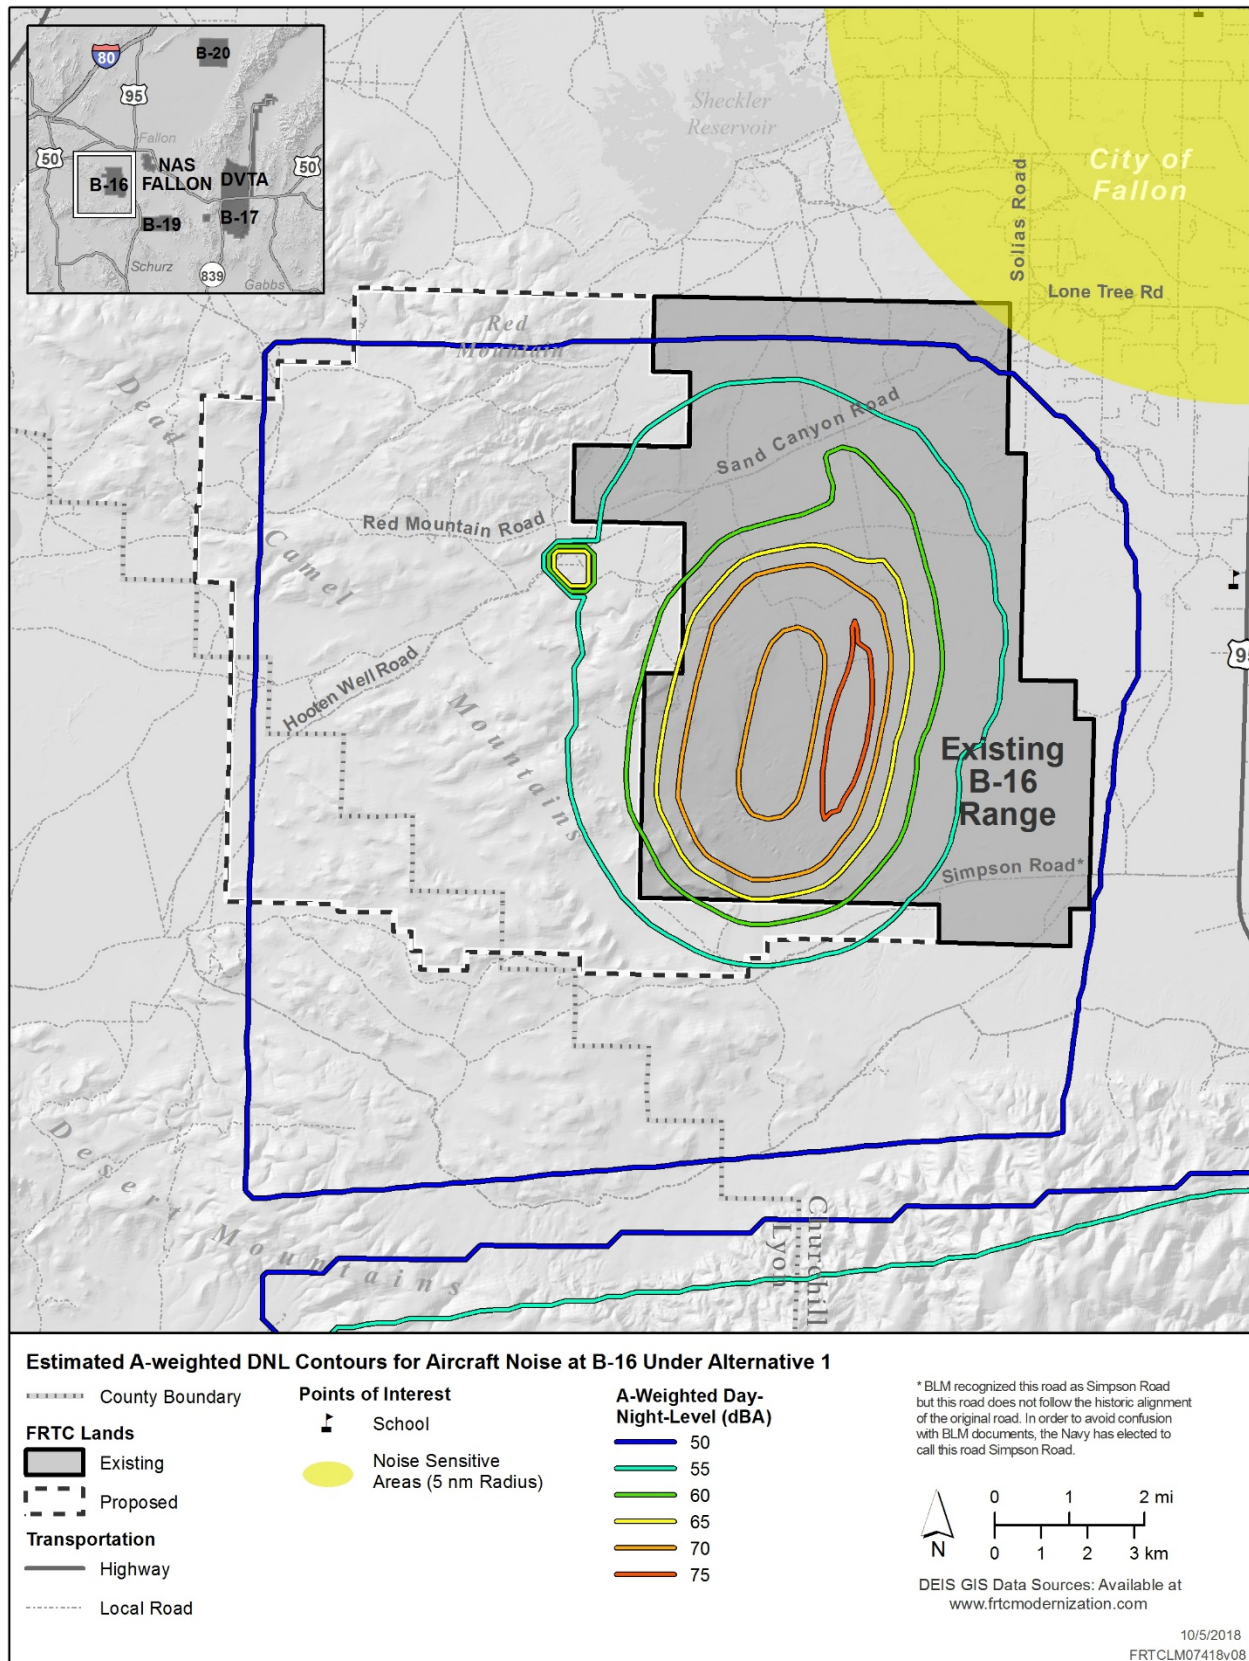 80
B-20
95
Fallon
50
NAS
FALLON
DVTA
50
B-16
B-19
B-17
Schurz
839
Gabbs
Sheckler
Reservoir
City of
Fallon
Solias Road
Lone Tree Rd
Red
Mountain
Dead
Camel
Mountains
Sand Canyon Road
Red Mountain Road
Hooten Well Road
95
Existing
B-16
Range
Simpson Road*
Desert
Mountains
Churchill
Lyon
Estimated A-weighted DNL Contours for Aircraft Noise at B-16 Under Alternative 1
County Boundary
FRTC Lands
Existing
Proposed
Transportation
Highway
Local Road
Points of Interest
School
Noise Sensitive
Areas (5 nm Radius)
A-Weighted Day-
Night-Level (dBA)
50
55
60
65
70
75
* BLM recognized this road as Simpson Road
but this road does not follow the historic alignment
of the original road. In order to avoid confusion
with BLM documents, the Navy has elected to
call this road Simpson Road.
N
0 1 2 mi
0 1 2 3 km
DEIS GIS Data Sources: Available at
www.frtcmodernization.com
10/5/2018
FRTCLM07418v08